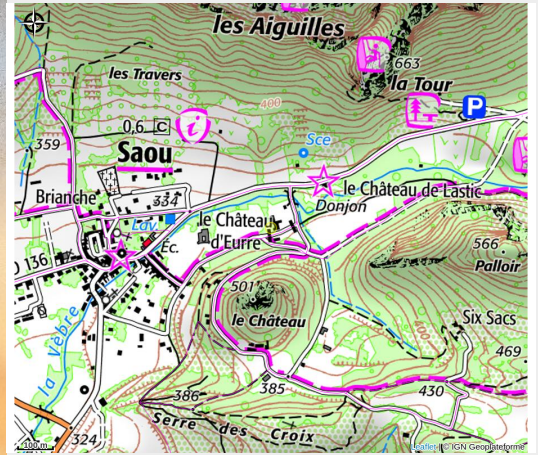 les Aiguilles
663
les Travers
la Tour
400
P
0,6 C
i
Sce
359
Saou
Brianche
334
le Château de Lastic
Donjon
Lav.
le Château
d'Eurre
Éc.
566
D 136
Palloir
501
la Vèbre
le Château
400
Six Sacs
469
386
385
430
Serre des Croix
324
100 m
Leaflet | © IGN Geoplateforme